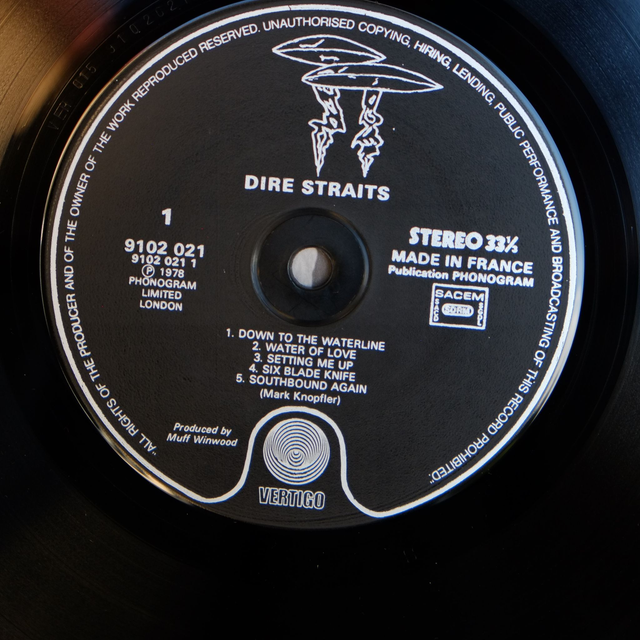 "ALL RIGHTS OF THE PRODUCER AND OF THE OWNER OF THE WORK REPRODUCED RESERVED. UNAUTHORISED COPYING, HIRING, LENDING, PUBLIC PERFORMANCE AND BROADCASTING OF THIS RECORD PROHIBITED."
DIRE STRAITS
1
9102 021
9102 021 1
Ⓟ 1978
PHONOGRAM
LIMITED
LONDON
STEREO 33⅓
MADE IN FRANCE
Publication PHONOGRAM
SACEM
SDRM
1. DOWN TO THE WATERLINE
2. WATER OF LOVE
3. SETTING ME UP
4. SIX BLADE KNIFE
5. SOUTHBOUND AGAIN
(Mark Knopfler)
Produced by
Muff Winwood
VERTIGO